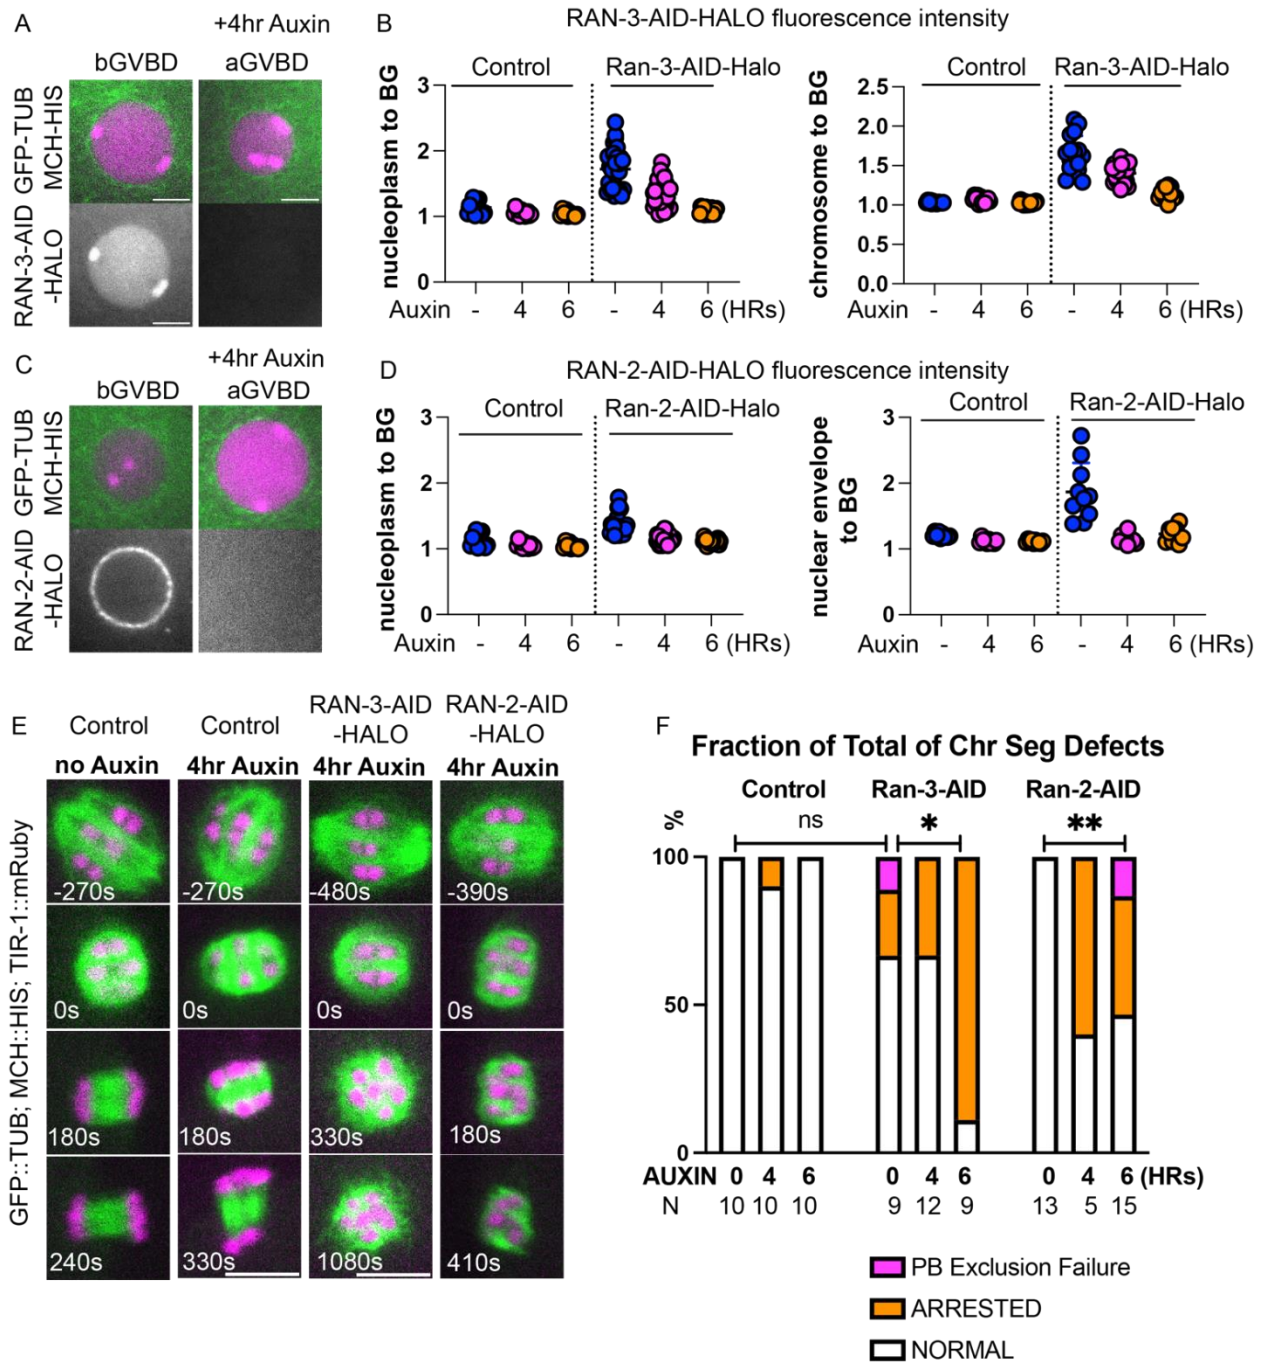 A
+4hr Auxin
bGVBD
aGVBD
GFP-TUB
MCH-HIS
RAN-3-AID
-HALO
B
RAN-3-AID-HALO fluorescence intensity
nucleoplasm to BG
Control
Ran-3-AID-Halo
3
2
1
0
Auxin - 4 6 - 4 6 (HRs)
chromosome to BG
Control
Ran-3-AID-Halo
2.5
2.0
1.5
1.0
0.5
0.0
Auxin - 4 6 - 4 6 (HRs)
C
+4hr Auxin
bGVBD
aGVBD
GFP-TUB
MCH-HIS
RAN-2-AID
-HALO
D
RAN-2-AID-HALO fluorescence intensity
nucleoplasm to BG
Control
Ran-2-AID-Halo
3
2
1
0
Auxin - 4 6 - 4 6 (HRs)
nuclear envelope
to BG
Control
Ran-2-AID-Halo
3
2
1
0
Auxin - 4 6 - 4 6 (HRs)
E
GFP::TUB; MCH::HIS; TIR-1::mRuby
Control
no Auxin
Control
4hr Auxin
RAN-3-AID
-HALO
4hr Auxin
RAN-2-AID
-HALO
4hr Auxin
-270s
-270s
-480s
-390s
0s
0s
0s
0s
180s
180s
330s
180s
240s
330s
1080s
410s
F
Fraction of Total of Chr Seg Defects
Control
Ran-3-AID
Ran-2-AID
%
ns
*
**
100
50
0
AUXIN 0 4 6 0 4 6 0 4 6 (HRs)
N 10 10 10 9 12 9 13 5 15
PB Exclusion Failure
ARRESTED
NORMAL